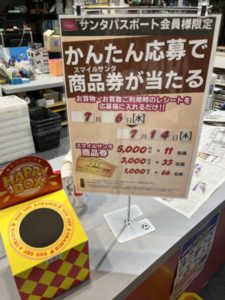 サンタパスポート会員様限定
かんたん応募で
スマイルサンタ
商品券が当たる
お買物・お買取ご利用時のレシートを
応募箱に入れるだけ!!
7月6日[木]
7月14日[木]
スマイルサンタ
商品券
5,000円分 × 11名様
3,000円分 × 33名様
1,000円分 × 66名様
HAPPY
BOX